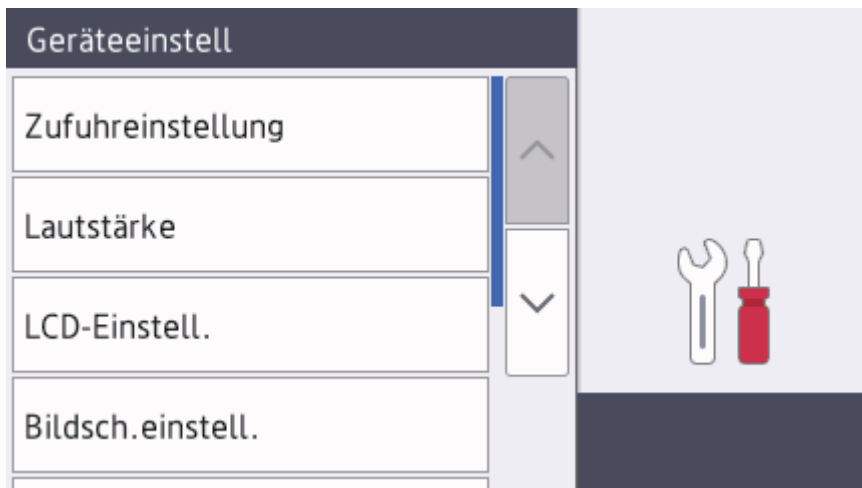 Geräteeinstell
Zufuhreinstellung
Lautstärke
LCD-Einstell.
Bildsch.einstell.